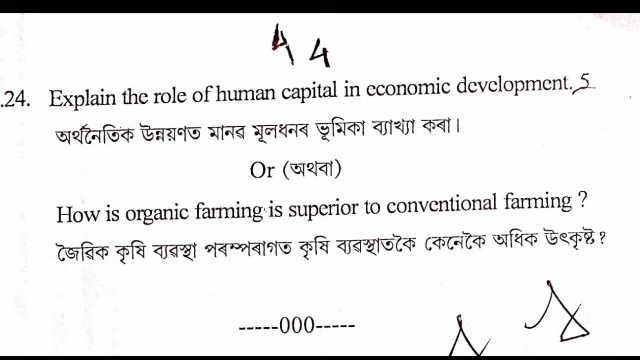 4 4
.24. Explain the role of human capital in economic development. 5
অৰ্থনৈতিক উন্নয়ণত মানৱ মূলধনৰ ভূমিকা ব্যাখ্যা কৰা।
Or (অথবা)
How is organic farming is superior to conventional farming ?
জৈৱিক কৃষি ব্যৱস্থা পৰম্পৰাগত কৃষি ব্যৱস্থাতকৈ কেনেকৈ অধিক উৎকৃষ্ট?
-----000-----